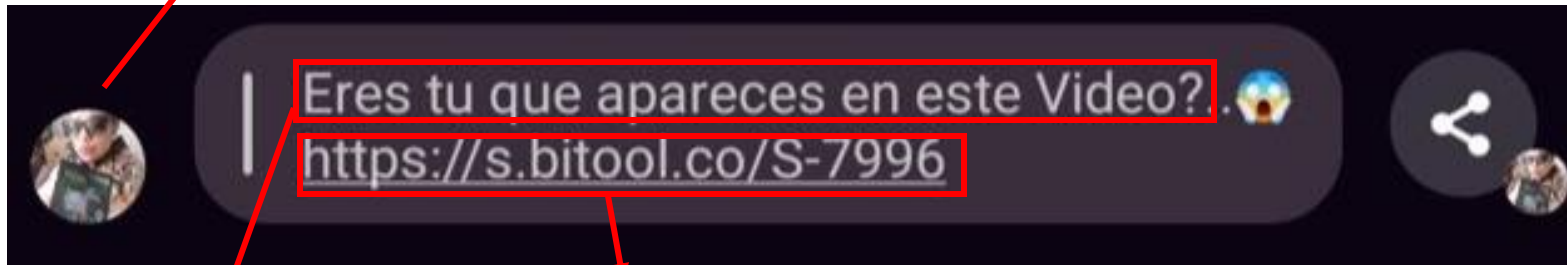 Eres tu que apareces en este Video?..😱
https://s.bitool.co/S-7996